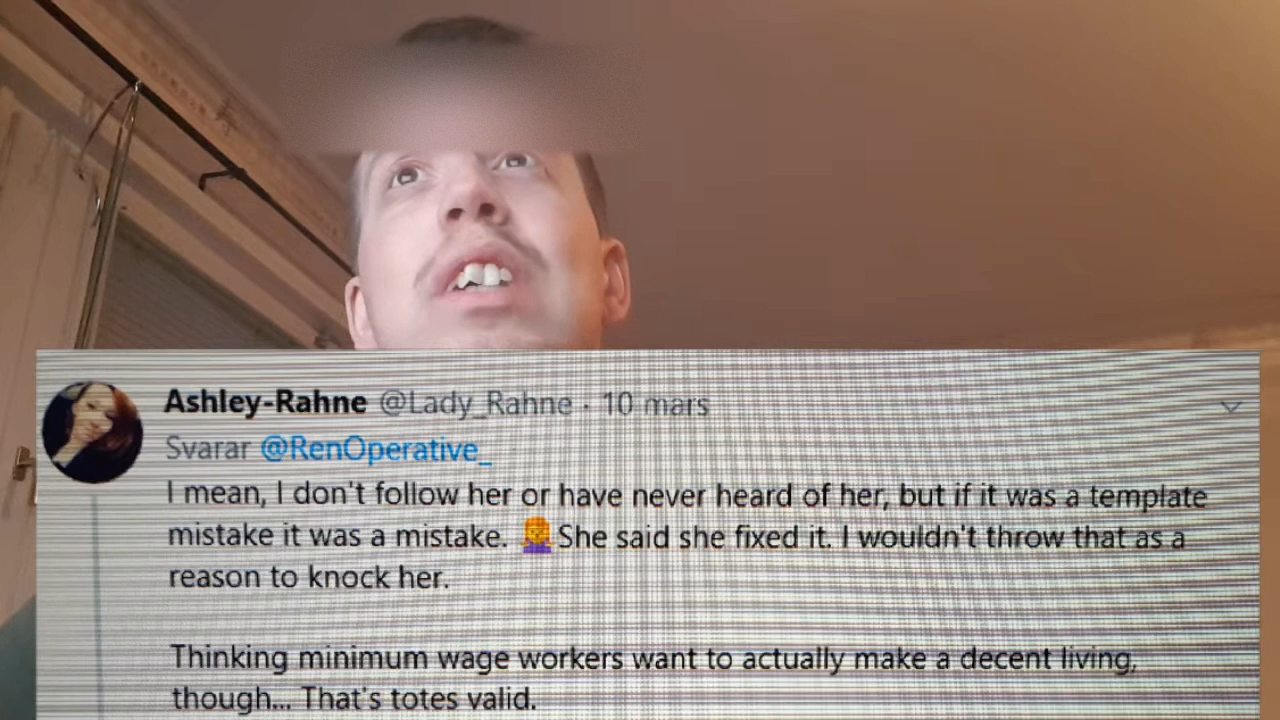 Ashley-Rahne @Lady_Rahne · 10 mars
Svarar @RenOperative_
I mean, I don't follow her or have never heard of her, but if it was a template
mistake it was a mistake. 🤷‍♀️She said she fixed it. I wouldn't throw that as a
reason to knock her.
Thinking minimum wage workers want to actually make a decent living,
though... That's totes valid.